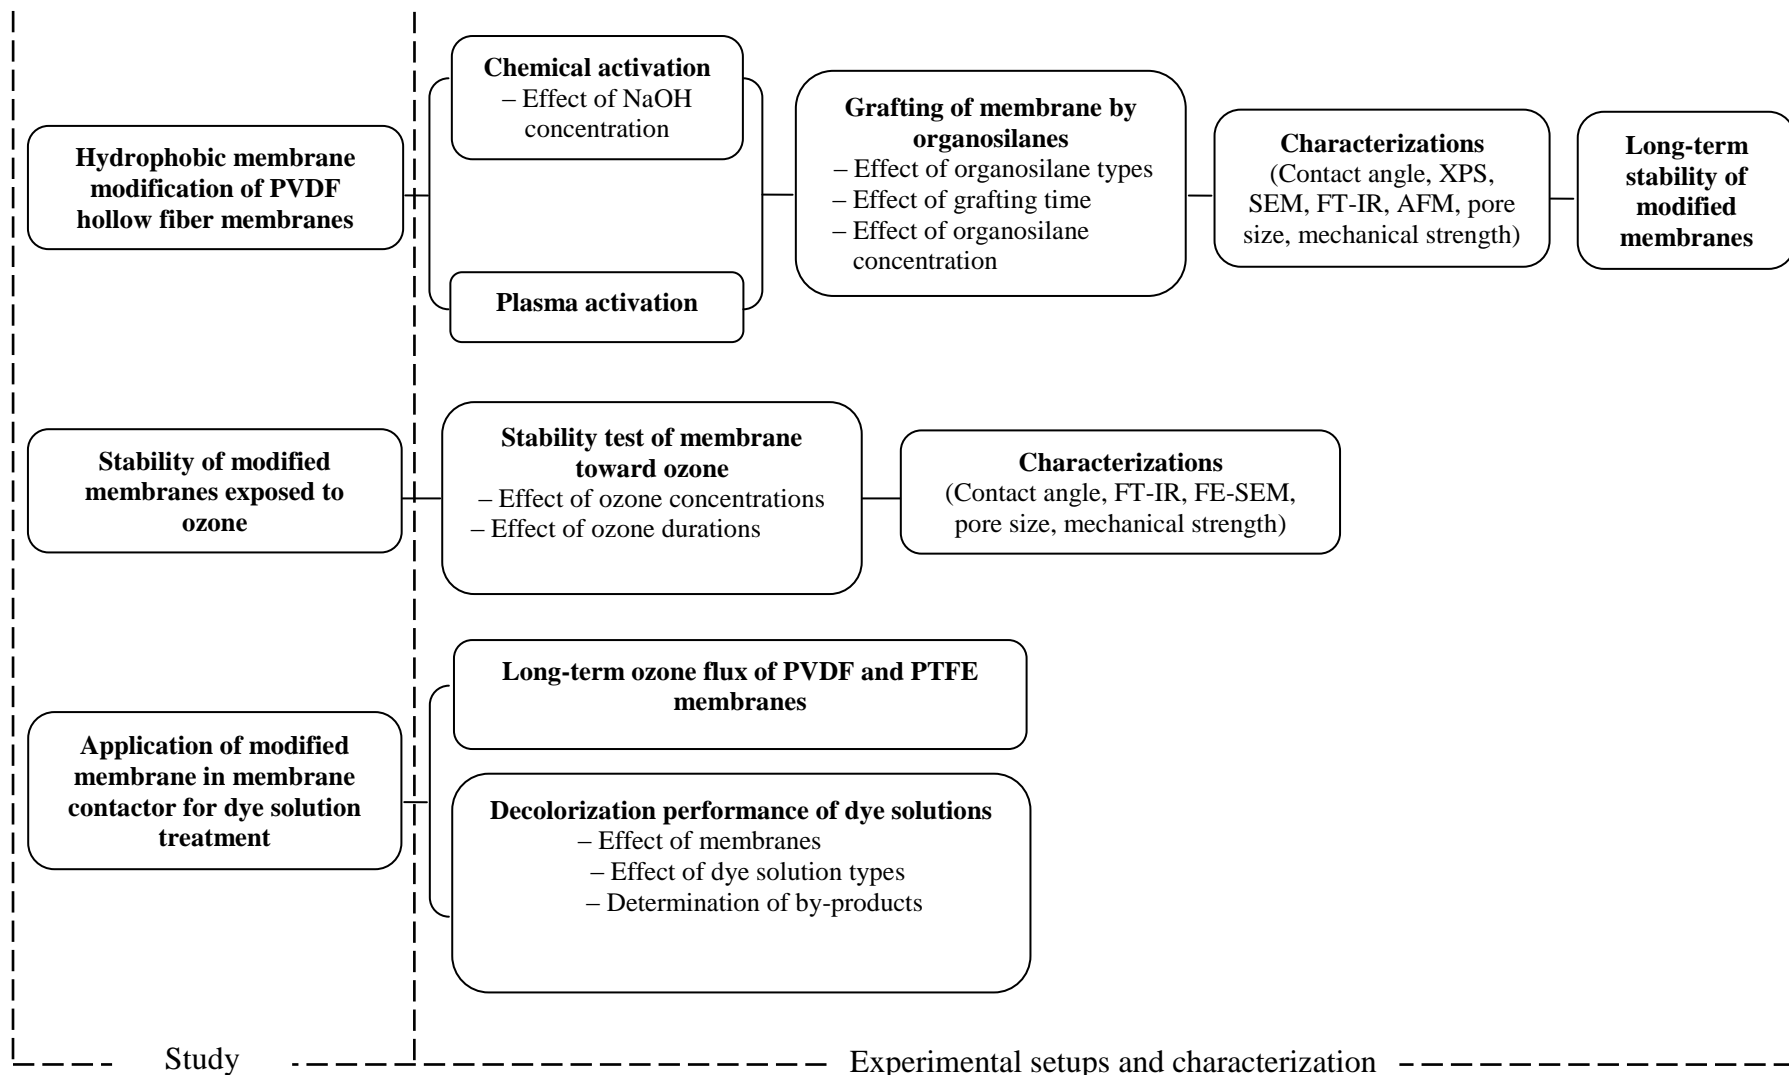 Hydrophobic membrane
modification of PVDF
hollow fiber membranes
Chemical activation
– Effect of NaOH
concentration
Plasma activation
Grafting of membrane by
organosilanes
– Effect of organosilane types
– Effect of grafting time
– Effect of organosilane
concentration
Characterizations
(Contact angle, XPS,
SEM, FT-IR, AFM, pore
size, mechanical strength)
Long-term
stability of
modified
membranes
Stability of modified
membranes exposed to
ozone
Stability test of membrane
toward ozone
– Effect of ozone concentrations
– Effect of ozone durations
Characterizations
(Contact angle, FT-IR, FE-SEM,
pore size, mechanical strength)
Application of modified
membrane in membrane
contactor for dye solution
treatment
Long-term ozone flux of PVDF and PTFE
membranes
Decolorization performance of dye solutions
– Effect of membranes
– Effect of dye solution types
– Determination of by-products
Study
Experimental setups and characterization